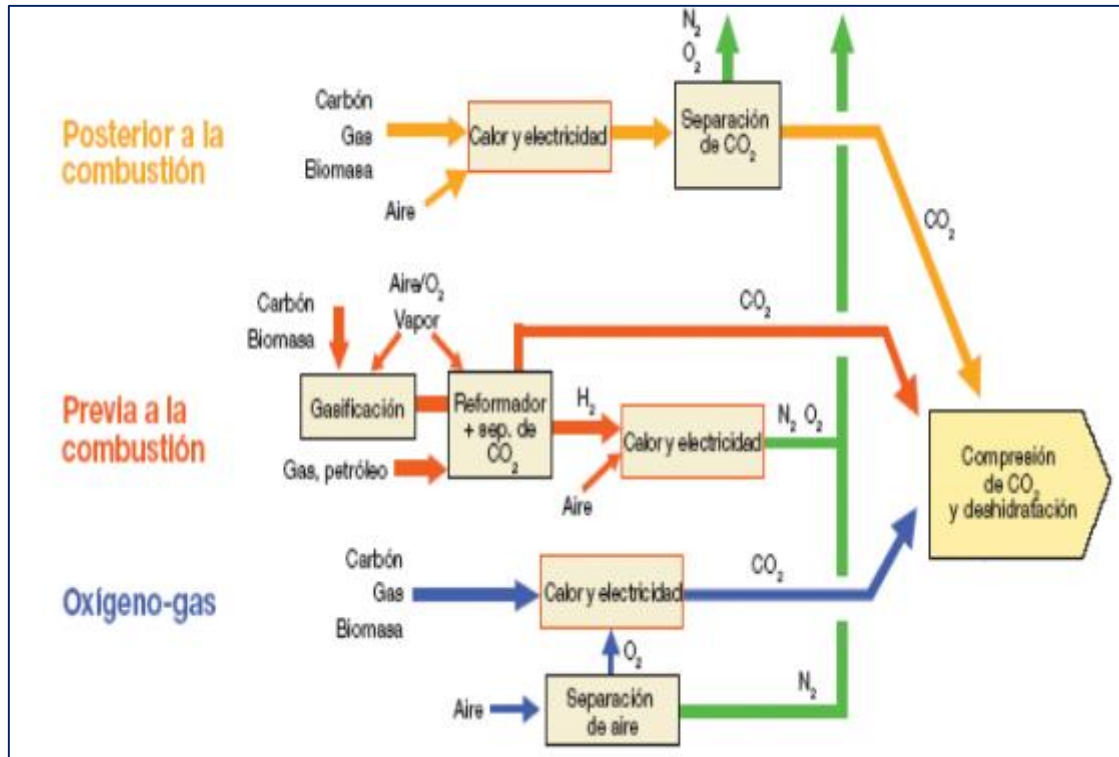 N₂
O₂
Posterior a la
combustión
Carbón
Gas
Biomasa
Aire
Calor y electricidad
Separación
de CO₂
CO₂
Previa a la
combustión
Carbón
Biomasa
Aire/O₂
Vapor
Gasificación
Gas, petróleo
Reformador
+ sep. de
CO₂
CO₂
H₂
Aire
Calor y electricidad
N₂ O₂
Compresión
de CO₂
y deshidratación
Oxígeno-gas
Carbón
Gas
Biomasa
Calor y electricidad
CO₂
O₂
Aire
Separación
de aire
N₂